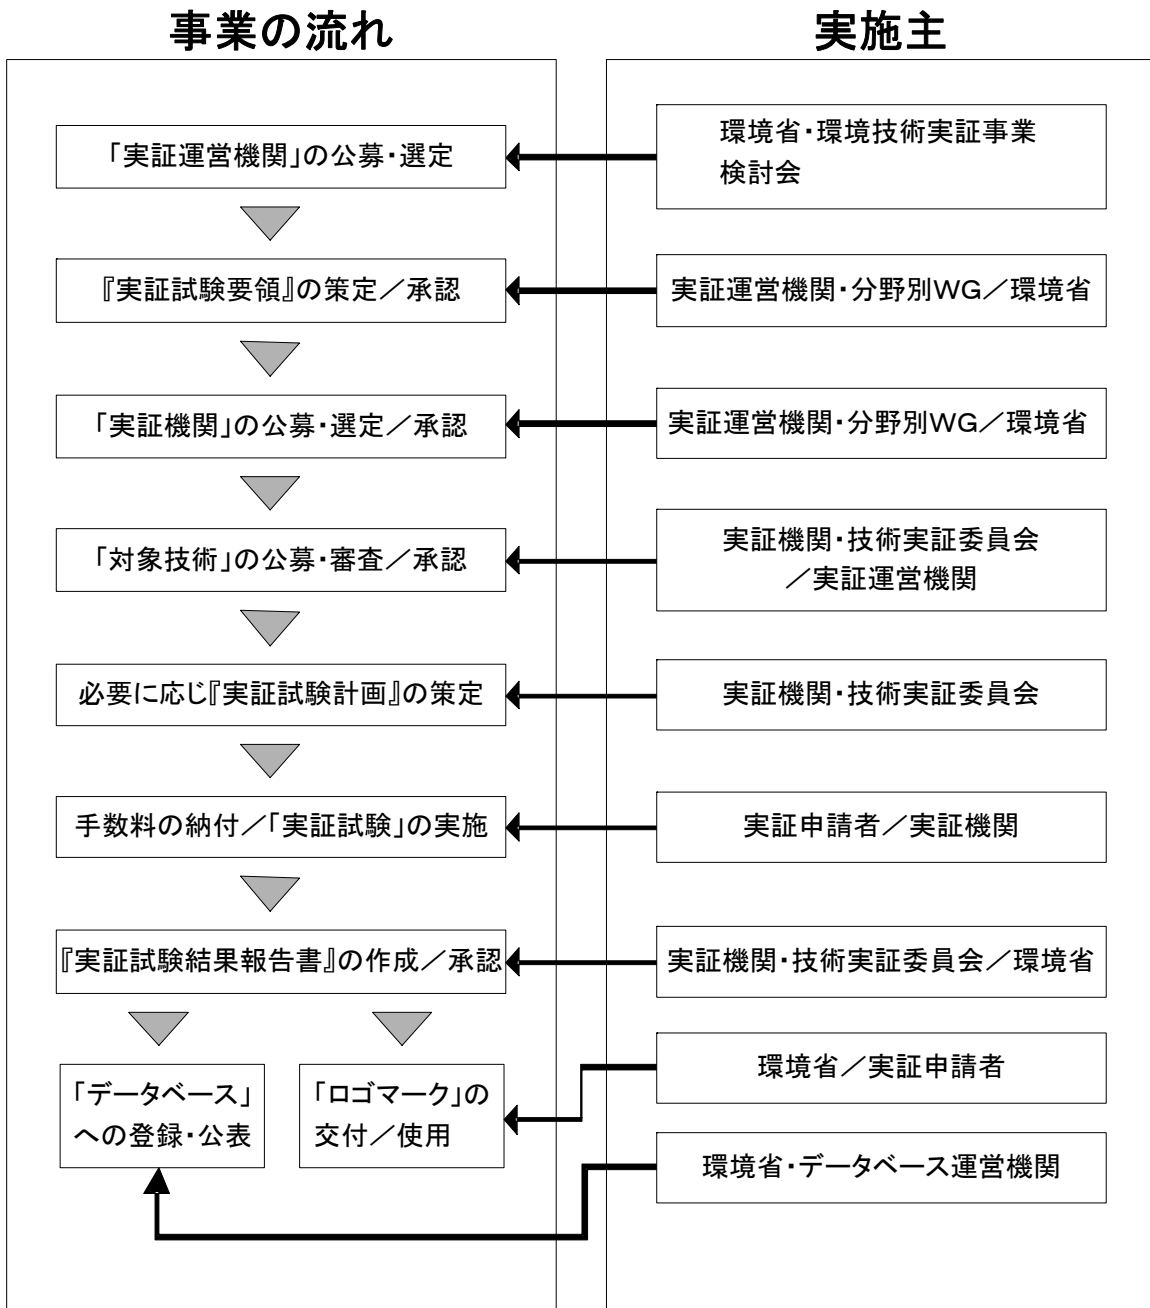 事業の流れ
実施主
「実証運営機関」の公募・選定
環境省・環境技術実証事業
検討会
『実証試験要領』の策定／承認
実証運営機関・分野別WG／環境省
「実証機関」の公募・選定／承認
実証運営機関・分野別WG／環境省
「対象技術」の公募・審査／承認
実証機関・技術実証委員会
／実証運営機関
必要に応じ『実証試験計画』の策定
実証機関・技術実証委員会
手数料の納付／「実証試験」の実施
実証申請者／実証機関
『実証試験結果報告書』の作成／承認
実証機関・技術実証委員会／環境省
「データベース」
への登録・公表
「ロゴマーク」の
交付／使用
環境省／実証申請者
環境省・データベース運営機関